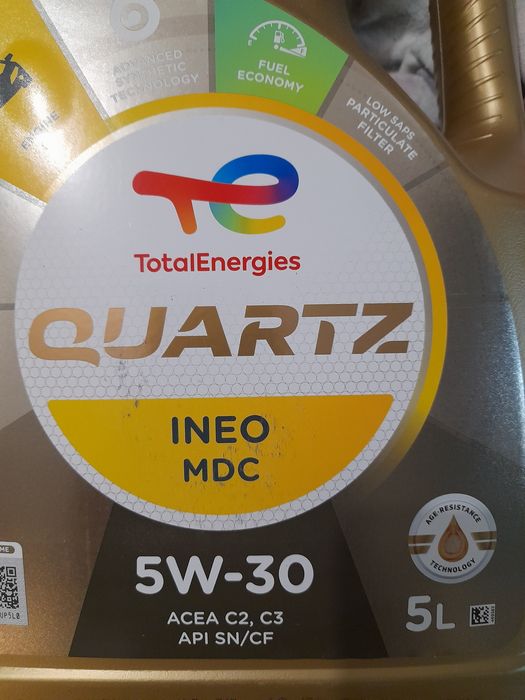 ADVANCED
SYNTHETIC
TECHNOLOGY
FUEL
ECONOMY
LOW SAPS
PARTICULATE
FILTER
ENGINE
TotalEnergies
QUARTZ
INEO
MDC
AGE-RESISTANCE
TECHNOLOGY
5W-30
ACEA C2, C3
API SN/CF
5L